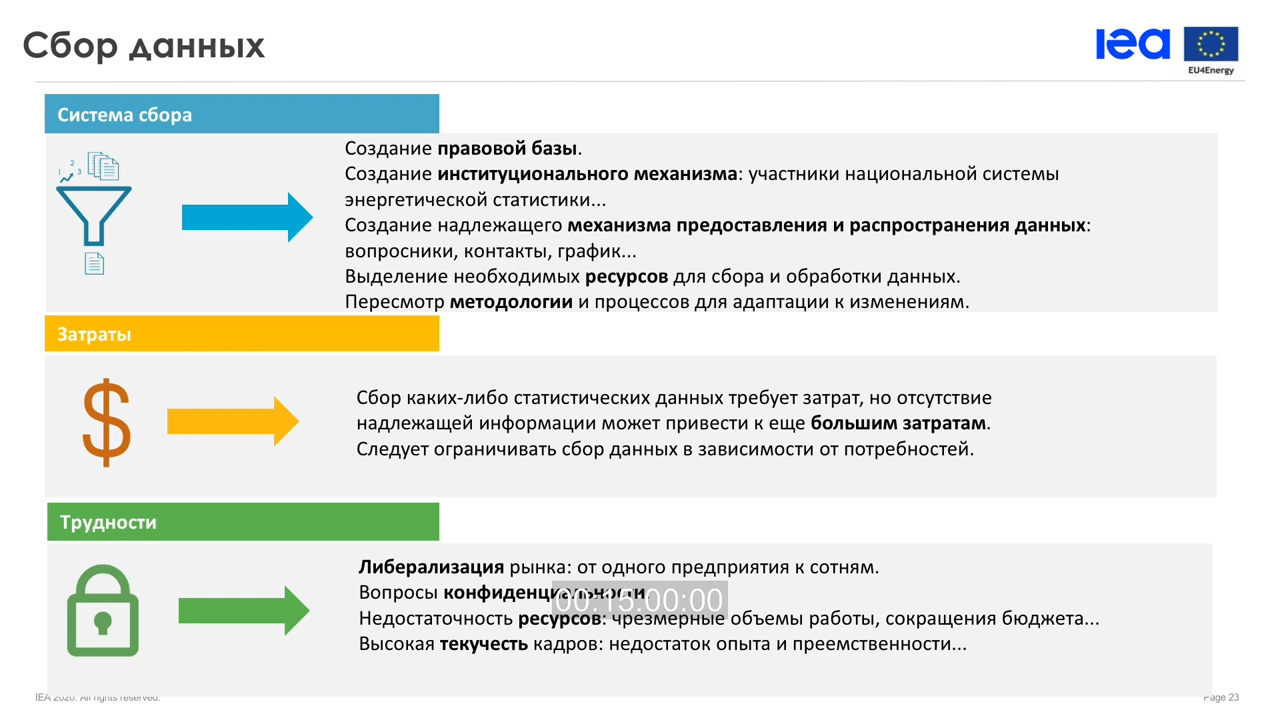 Сбор данных
iea
EU4Energy
Система сбора
1 2 3
Создание правовой базы.
Создание институционального механизма: участники национальной системы
энергетической статистики...
Создание надлежащего механизма предоставления и распространения данных:
вопросники, контакты, график...
Выделение необходимых ресурсов для сбора и обработки данных.
Пересмотр методологии и процессов для адаптации к изменениям.
Затраты
$
Сбор каких-либо статистических данных требует затрат, но отсутствие
надлежащей информации может привести к еще большим затратам.
Следует ограничивать сбор данных в зависимости от потребностей.
Трудности
Либерализация рынка: от одного предприятия к сотням.
Вопросы конфиденциальности.
00:15:00:00
Недостаточность ресурсов: чрезмерные объемы работы, сокращения бюджета...
Высокая текучесть кадров: недостаток опыта и преемственности...
IEA 2020. All rights reserved.
Page 23